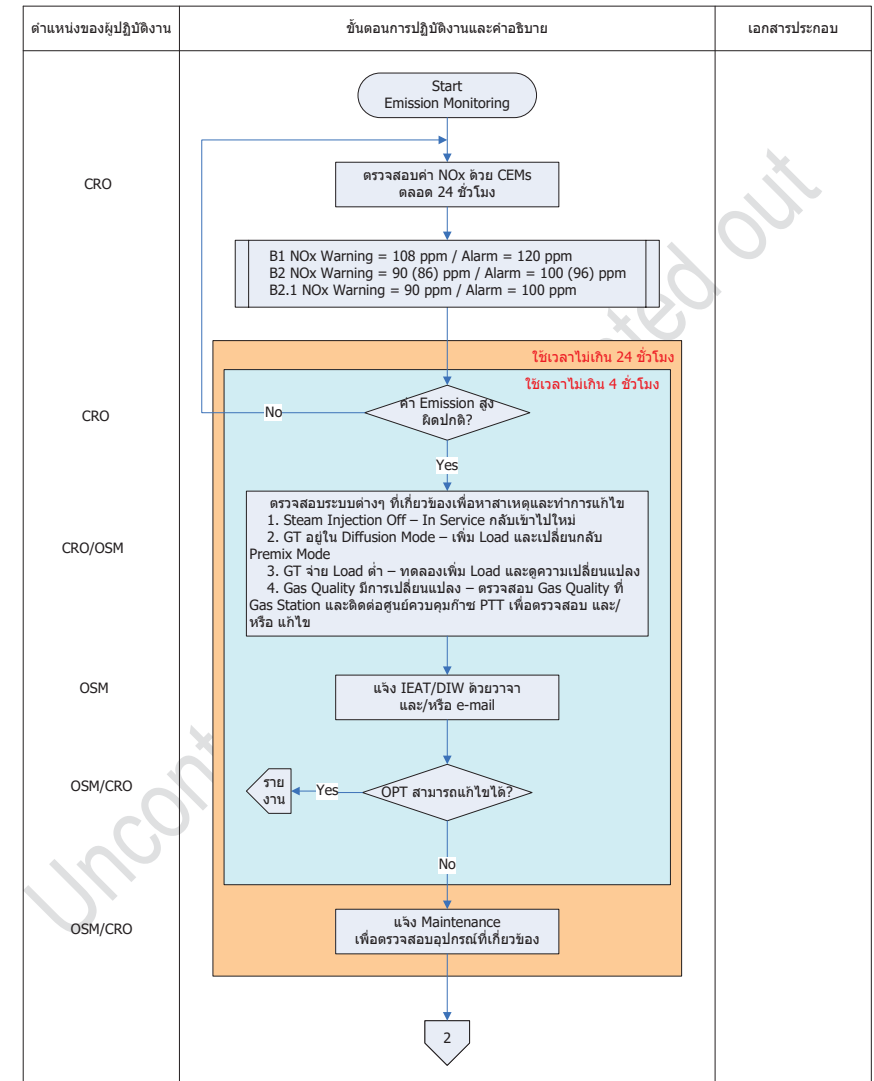 ตำแหน่งของผู้ปฏิบัติงาน
ขั้นตอนการปฏิบัติงานและคำอธิบาย
เอกสารประกอบ
Start
Emission Monitoring
CRO
ตรวจสอบค่า NOx ด้วย CEMs
ตลอด 24 ชั่วโมง
B1 NOx Warning = 108 ppm / Alarm = 120 ppm
B2 NOx Warning = 90 (86) ppm / Alarm = 100 (96) ppm
B2.1 NOx Warning = 90 ppm / Alarm = 100 ppm
ใช้เวลาไม่เกิน 24 ชั่วโมง
ใช้เวลาไม่เกิน 4 ชั่วโมง
CRO
No
ค่า Emission สูง
ผิดปกติ?
Yes
CRO/OSM
ตรวจสอบระบบต่างๆ ที่เกี่ยวข้องเพื่อหาสาเหตุและทำการแก้ไข
1. Steam Injection Off – In Service กลับเข้าไปใหม่
2. GT อยู่ใน Diffusion Mode – เพิ่ม Load และเปลี่ยนกลับ
Premix Mode
3. GT จ่าย Load ต่ำ – ทดลองเพิ่ม Load และดูความเปลี่ยนแปลง
4. Gas Quality มีการเปลี่ยนแปลง – ตรวจสอบ Gas Quality ที่
Gas Station และติดต่อศูนย์ควบคุมก๊าซ PTT เพื่อตรวจสอบ และ/
หรือ แก้ไข
OSM
แจ้ง IEAT/DIW ด้วยวาจา
และ/หรือ e-mail
OSM/CRO
ราย
งาน
Yes
OPT สามารถแก้ไขได้?
No
OSM/CRO
แจ้ง Maintenance
เพื่อตรวจสอบอุปกรณ์ที่เกี่ยวข้อง
2